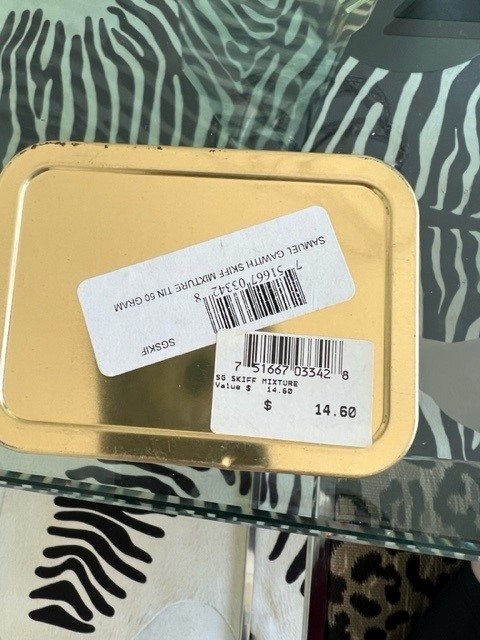 SAMUEL GAWITH SKIFF MIXTURE TIN 50 GRAM
7 51667 03342 8
SGSKIF
7 51667 03342 8
SG SKIFF MIXTURE
Value $ 14.60
$ 14.60